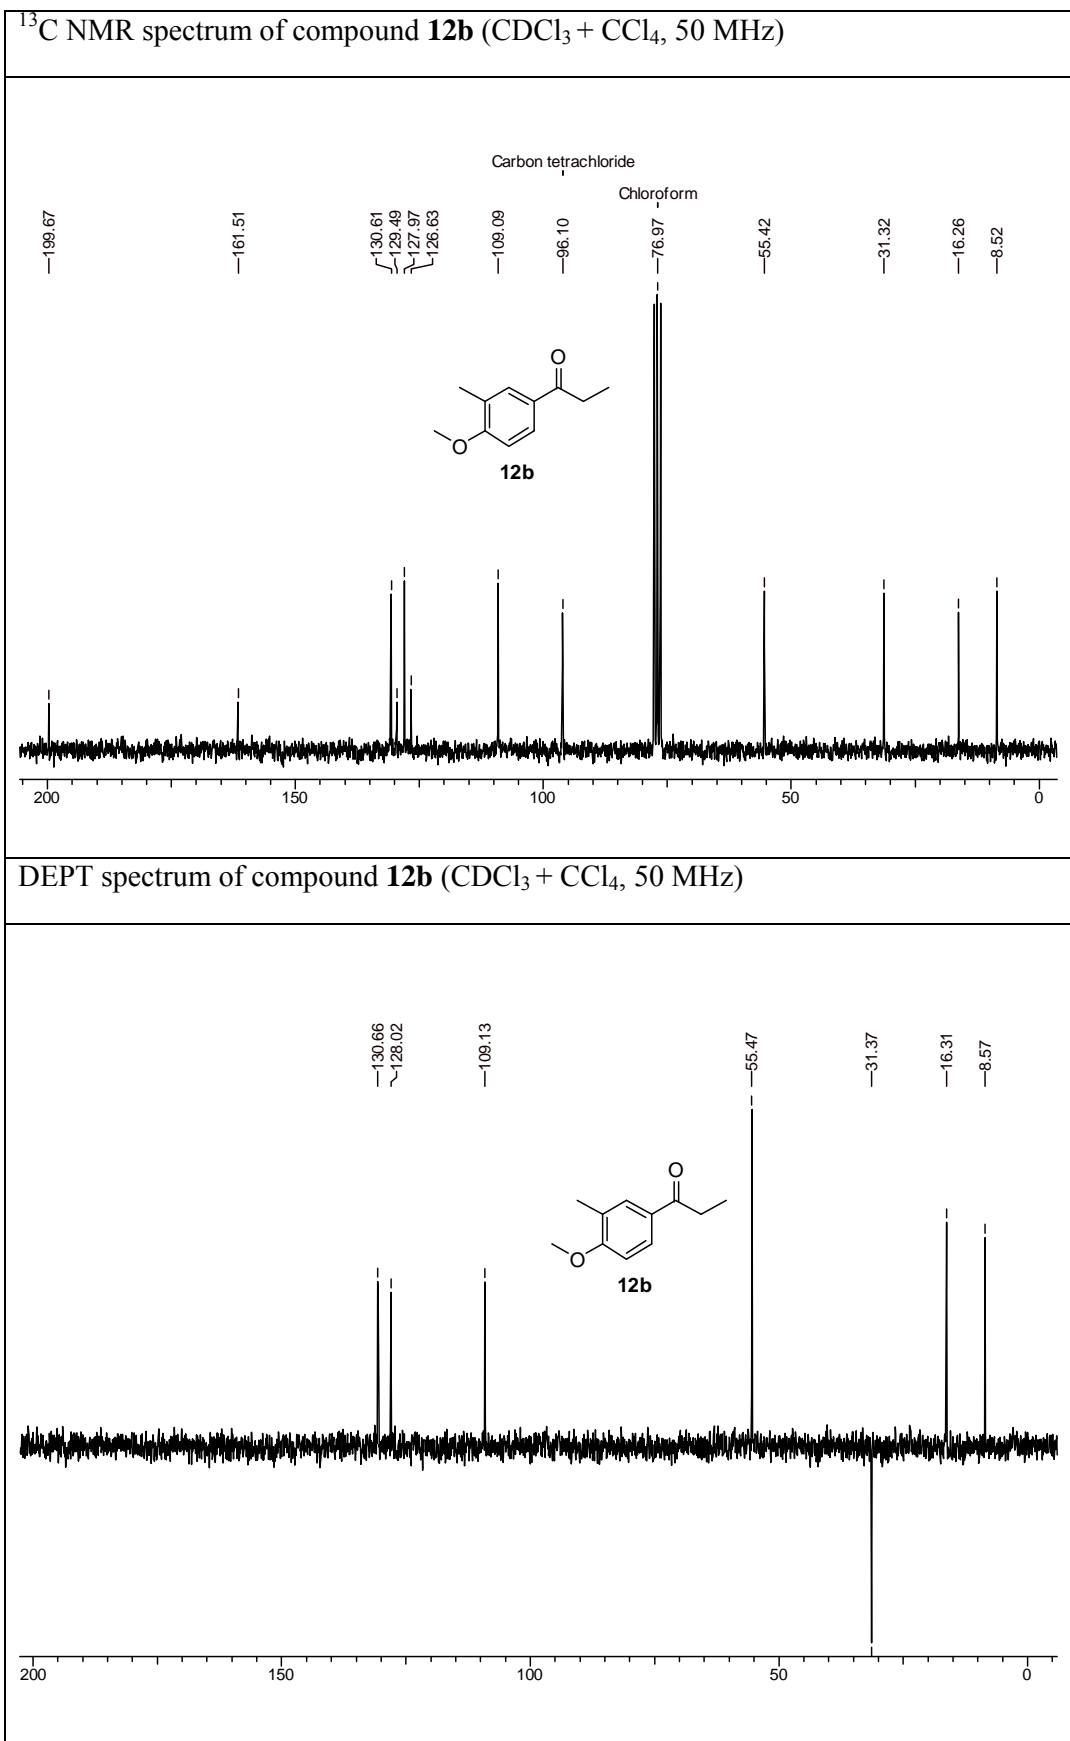 ¹³C NMR spectrum of compound 12b (CDCl₃ + CCl₄, 50 MHz)
Carbon tetrachloride
Chloroform
199.67
161.51
130.61
129.49
127.97
126.63
109.09
96.10
76.97
55.42
31.32
16.26
8.52
O
O
12b
200 150 100 50 0
DEPT spectrum of compound 12b (CDCl₃ + CCl₄, 50 MHz)
130.66
128.02
109.13
55.47
31.37
16.31
8.57
O
O
12b
200 150 100 50 0